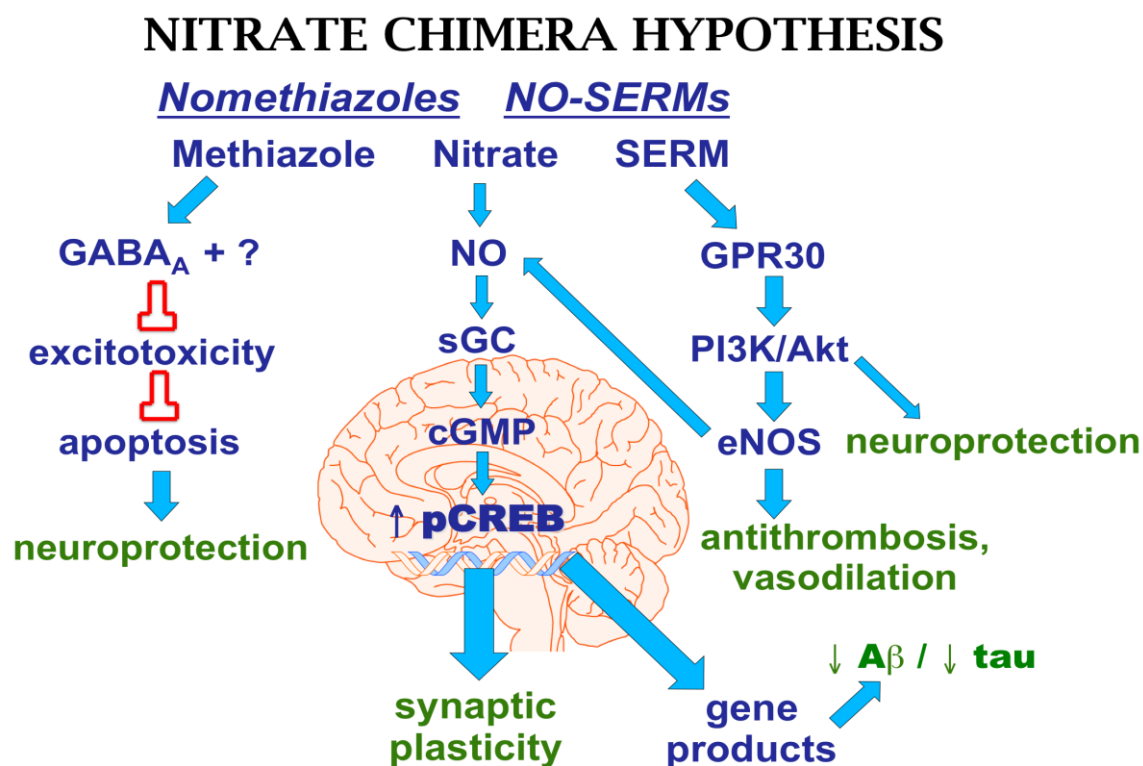 NITRATE CHIMERA HYPOTHESIS
Nomethiazoles NO-SERMs
Methiazole Nitrate SERM
GABAA + ? NO GPR30
excitotoxicity sGC PI3K/Akt
apoptosis cGMP eNOS neuroprotection
neuroprotection ↑ pCREB antithrombosis,
vasodilation
↓ Aβ / ↓ tau
synaptic
plasticity
gene
products